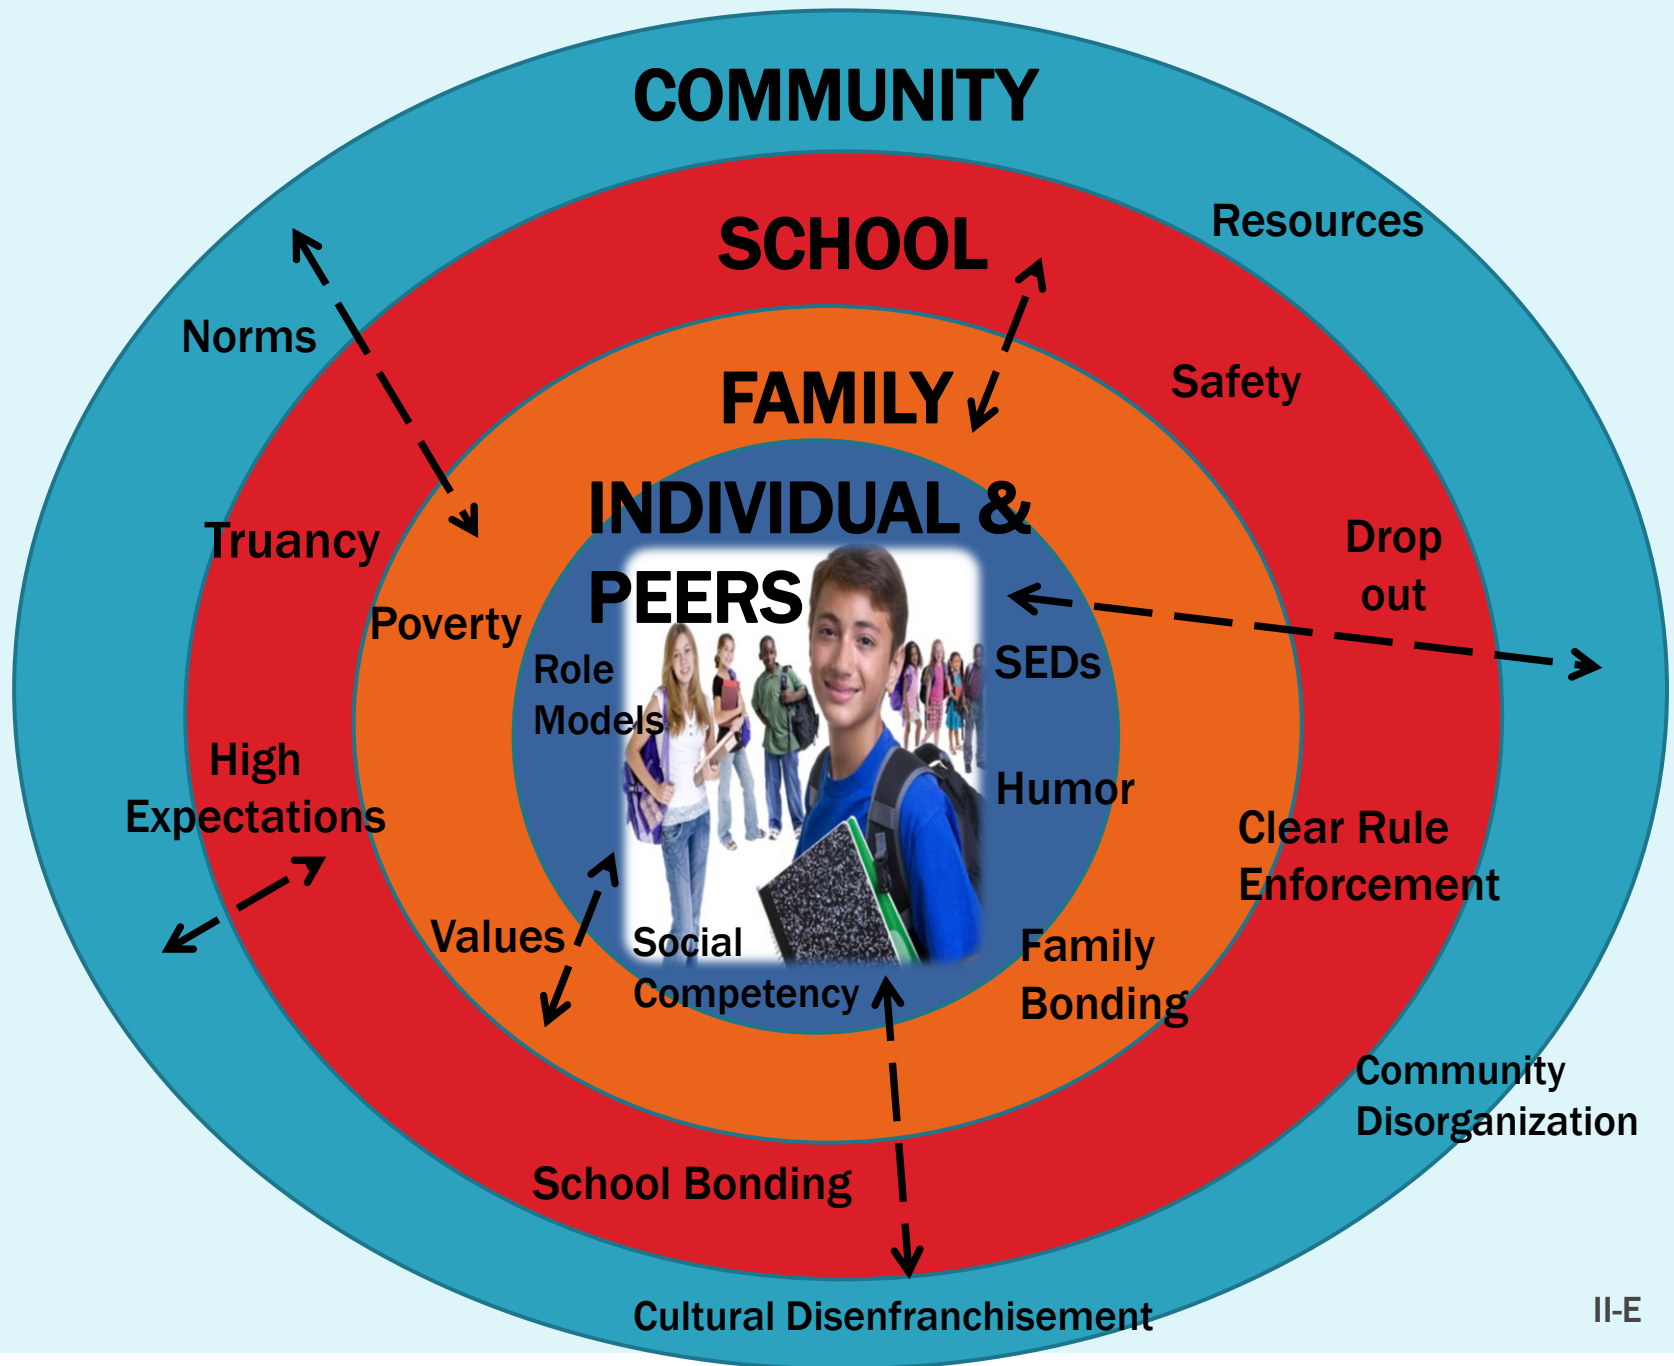 COMMUNITY
Resources
SCHOOL
Norms
Safety
FAMILY
INDIVIDUAL &
PEERS
Truancy
Drop
out
Poverty
Role
Models
SEDs
High
Expectations
Humor
Clear Rule
Enforcement
Values
Social
Competency
Family
Bonding
Community
Disorganization
School Bonding
Cultural Disenfranchisement
II-E